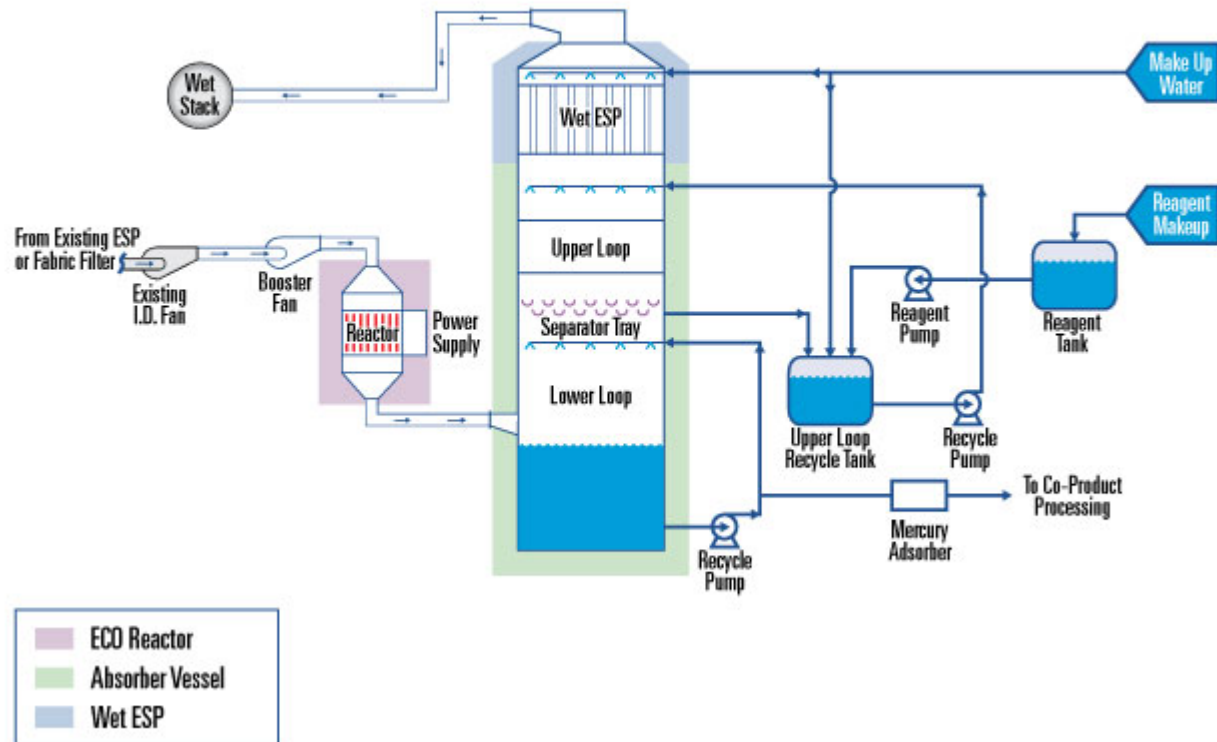 Make Up
Water
Wet
Stack
Wet ESP
Reagent
Makeup
From Existing ESP
or Fabric Filter
Existing
I.D. Fan
Booster
Fan
Upper Loop
Reactor
Power
Supply
Separator Tray
Reagent
Pump
Reagent
Tank
Lower Loop
Upper Loop
Recycle Tank
Recycle
Pump
To Co-Product
Processing
Mercury
Adsorber
Recycle
Pump
ECO Reactor
Absorber Vessel
Wet ESP